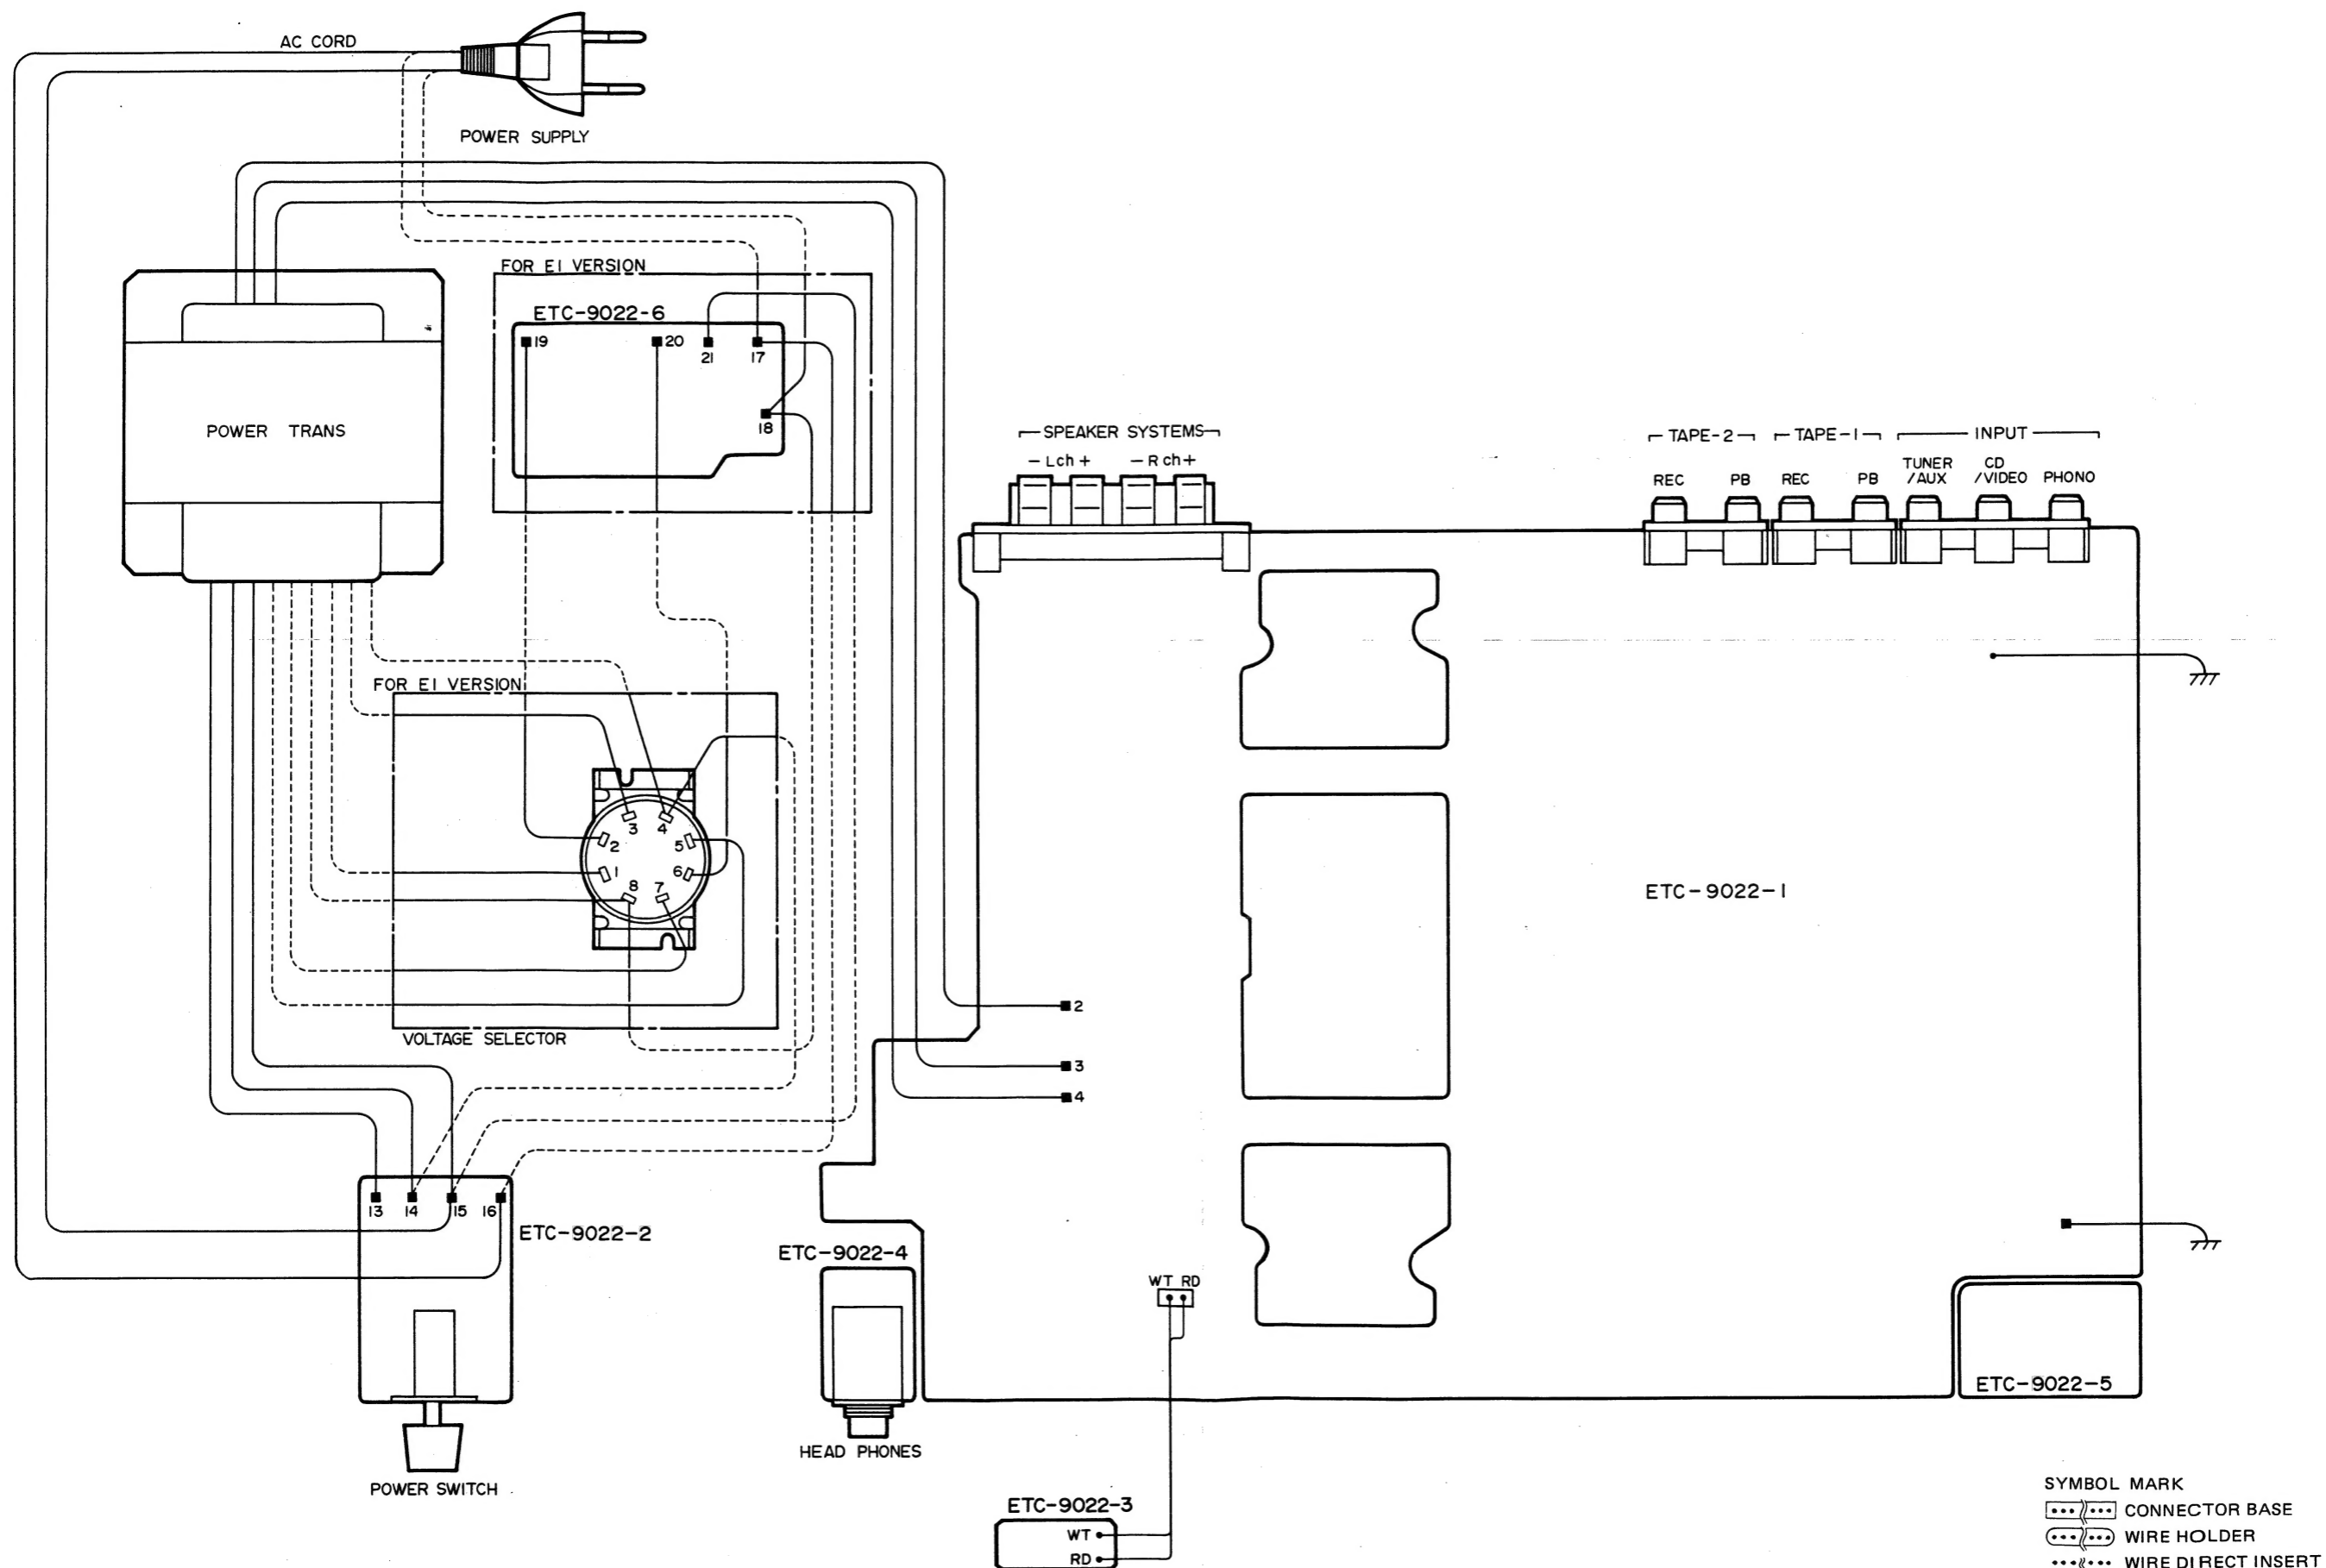 AC CORD
POWER SUPPLY
FOR E1 VERSION
ETC-9022-6
19
20
21
17
18
POWER TRANS
SPEAKER SYSTEMS
- Lch +
- R ch +
TAPE-2
TAPE-1
INPUT
REC
PB
REC
PB
TUNER
/AUX
CD
/VIDEO
PHONO
FOR E1 VERSION
3
4
2
5
1
6
8
7
VOLTAGE SELECTOR
ETC-9022-1
2
3
4
13
14
15
16
ETC-9022-2
ETC-9022-4
WT RD
POWER SWITCH
HEAD PHONES
ETC-9022-5
ETC-9022-3
WT
RD
SYMBOL MARK
CONNECTOR BASE
WIRE HOLDER
WIRE DIRECT INSERT